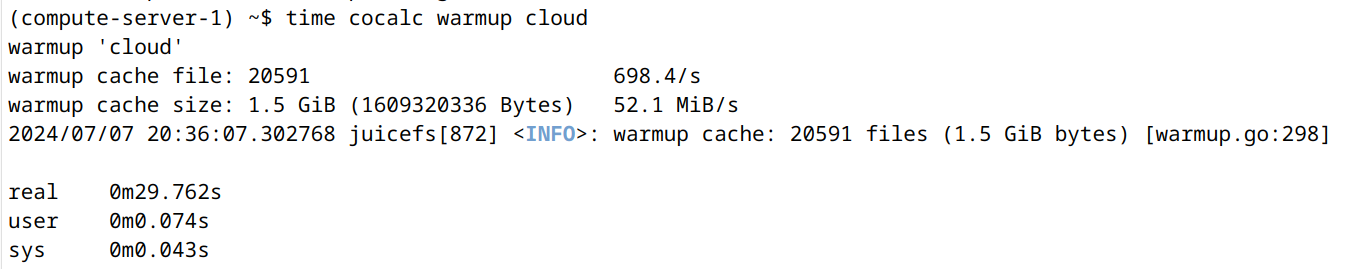 (compute-server-1) ~$ time cocalc warmup cloud
warmup 'cloud'
warmup cache file: 20591                  698.4/s
warmup cache size: 1.5 GiB (1609320336 Bytes)   52.1 MiB/s
2024/07/07 20:36:07.302768 juicefs[872] <INFO>: warmup cache: 20591 files (1.5 GiB bytes) [warmup.go:298]
real    0m29.762s
user    0m0.074s
sys     0m0.043s